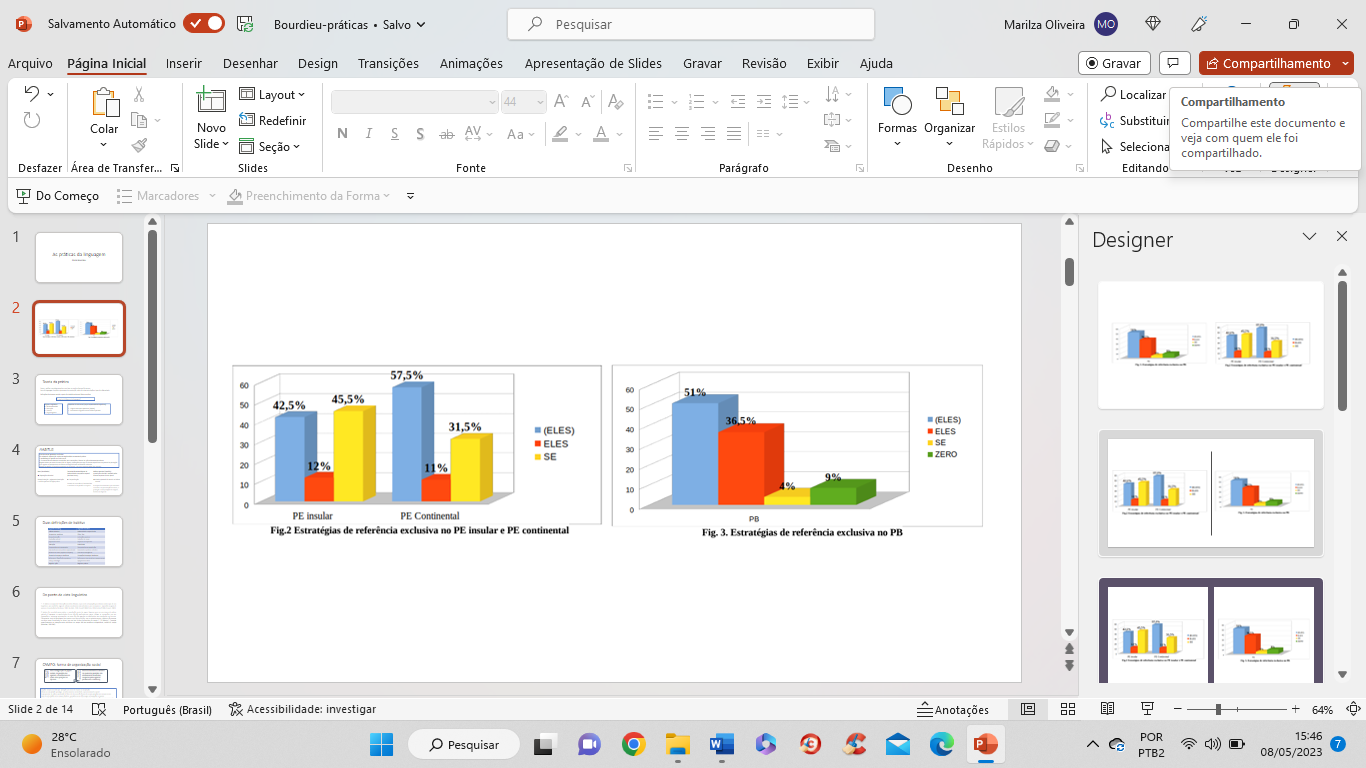 Salvamento Automático
Bourdieu-práticas • Salvo
Pesquisar
Marilza Oliveira
MO
Arquivo Página Inicial Inserir Desenhar Design Transições Animações Apresentação de Slides Gravar Revisão Exibir Ajuda
Gravar
Compartilhamento
Compartilhamento
Compartilhe este documento e
veja com quem ele foi
compartilhado.
Colar
Novo
Slide
Layout
Redefinir
Seção
44
N I S S ab AV Aa A
Formas
Organizar
Estilos
Rápidos
Localizar
Substituir
Seleciona
Desfazer
Área de Transfer...
Slides
Fonte
Parágrafo
Desenho
Editando
Do Começo
Marcadores
Preenchimento da Forma
1
As práticas da linguagem
2
3
4
5
6
7
60
50
40
30
20
10
0
42,5%
12%
45,5%
57,5%
11%
31,5%
PE insular
PE Continental
(ELES)
ELES
SE
Fig.2 Estratégias de referência exclusiva no PE insular e PE continental
60
50
40
30
20
10
0
51%
36,5%
4%
9%
PB
(ELES)
ELES
SE
ZERO
Fig. 3. Estratégias de referência exclusiva no PB
Designer
Slide 2 de 14
Português (Brasil)
Acessibilidade: investigar
Anotações
64%
28°C
Ensolarado
Pesquisar
POR
PTB2
15:46
08/05/2023
7